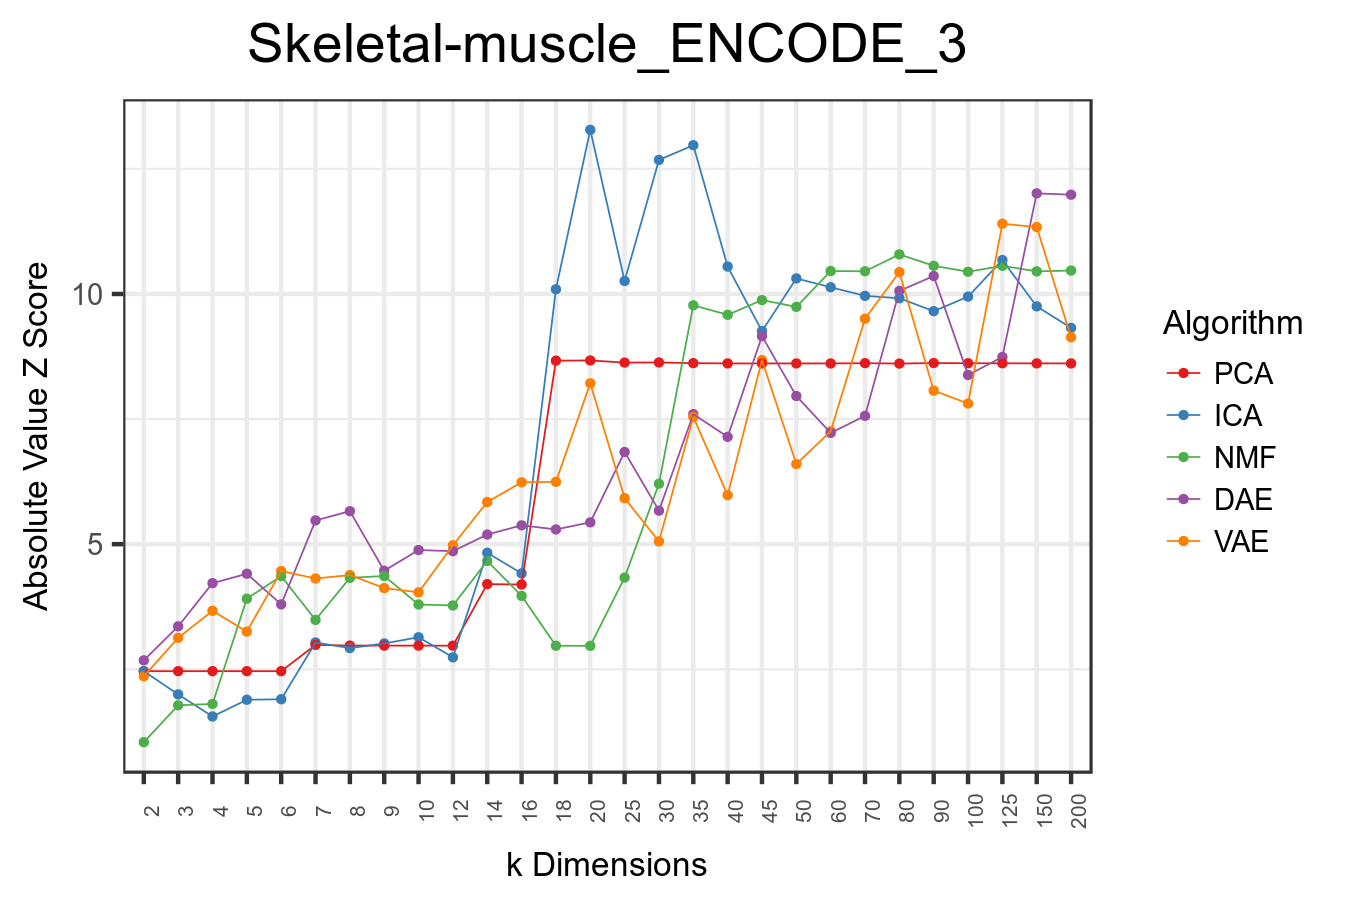 Skeletal-muscle_ENCODE_3
Absolute Value Z Score
10
5
2 3 4 5 6 7 8 9 10 12 14 16 18 20 25 30 35 40 45 50 60 70 80 90 100 125 150 200
k Dimensions
Algorithm
PCA
ICA
NMF
DAE
VAE